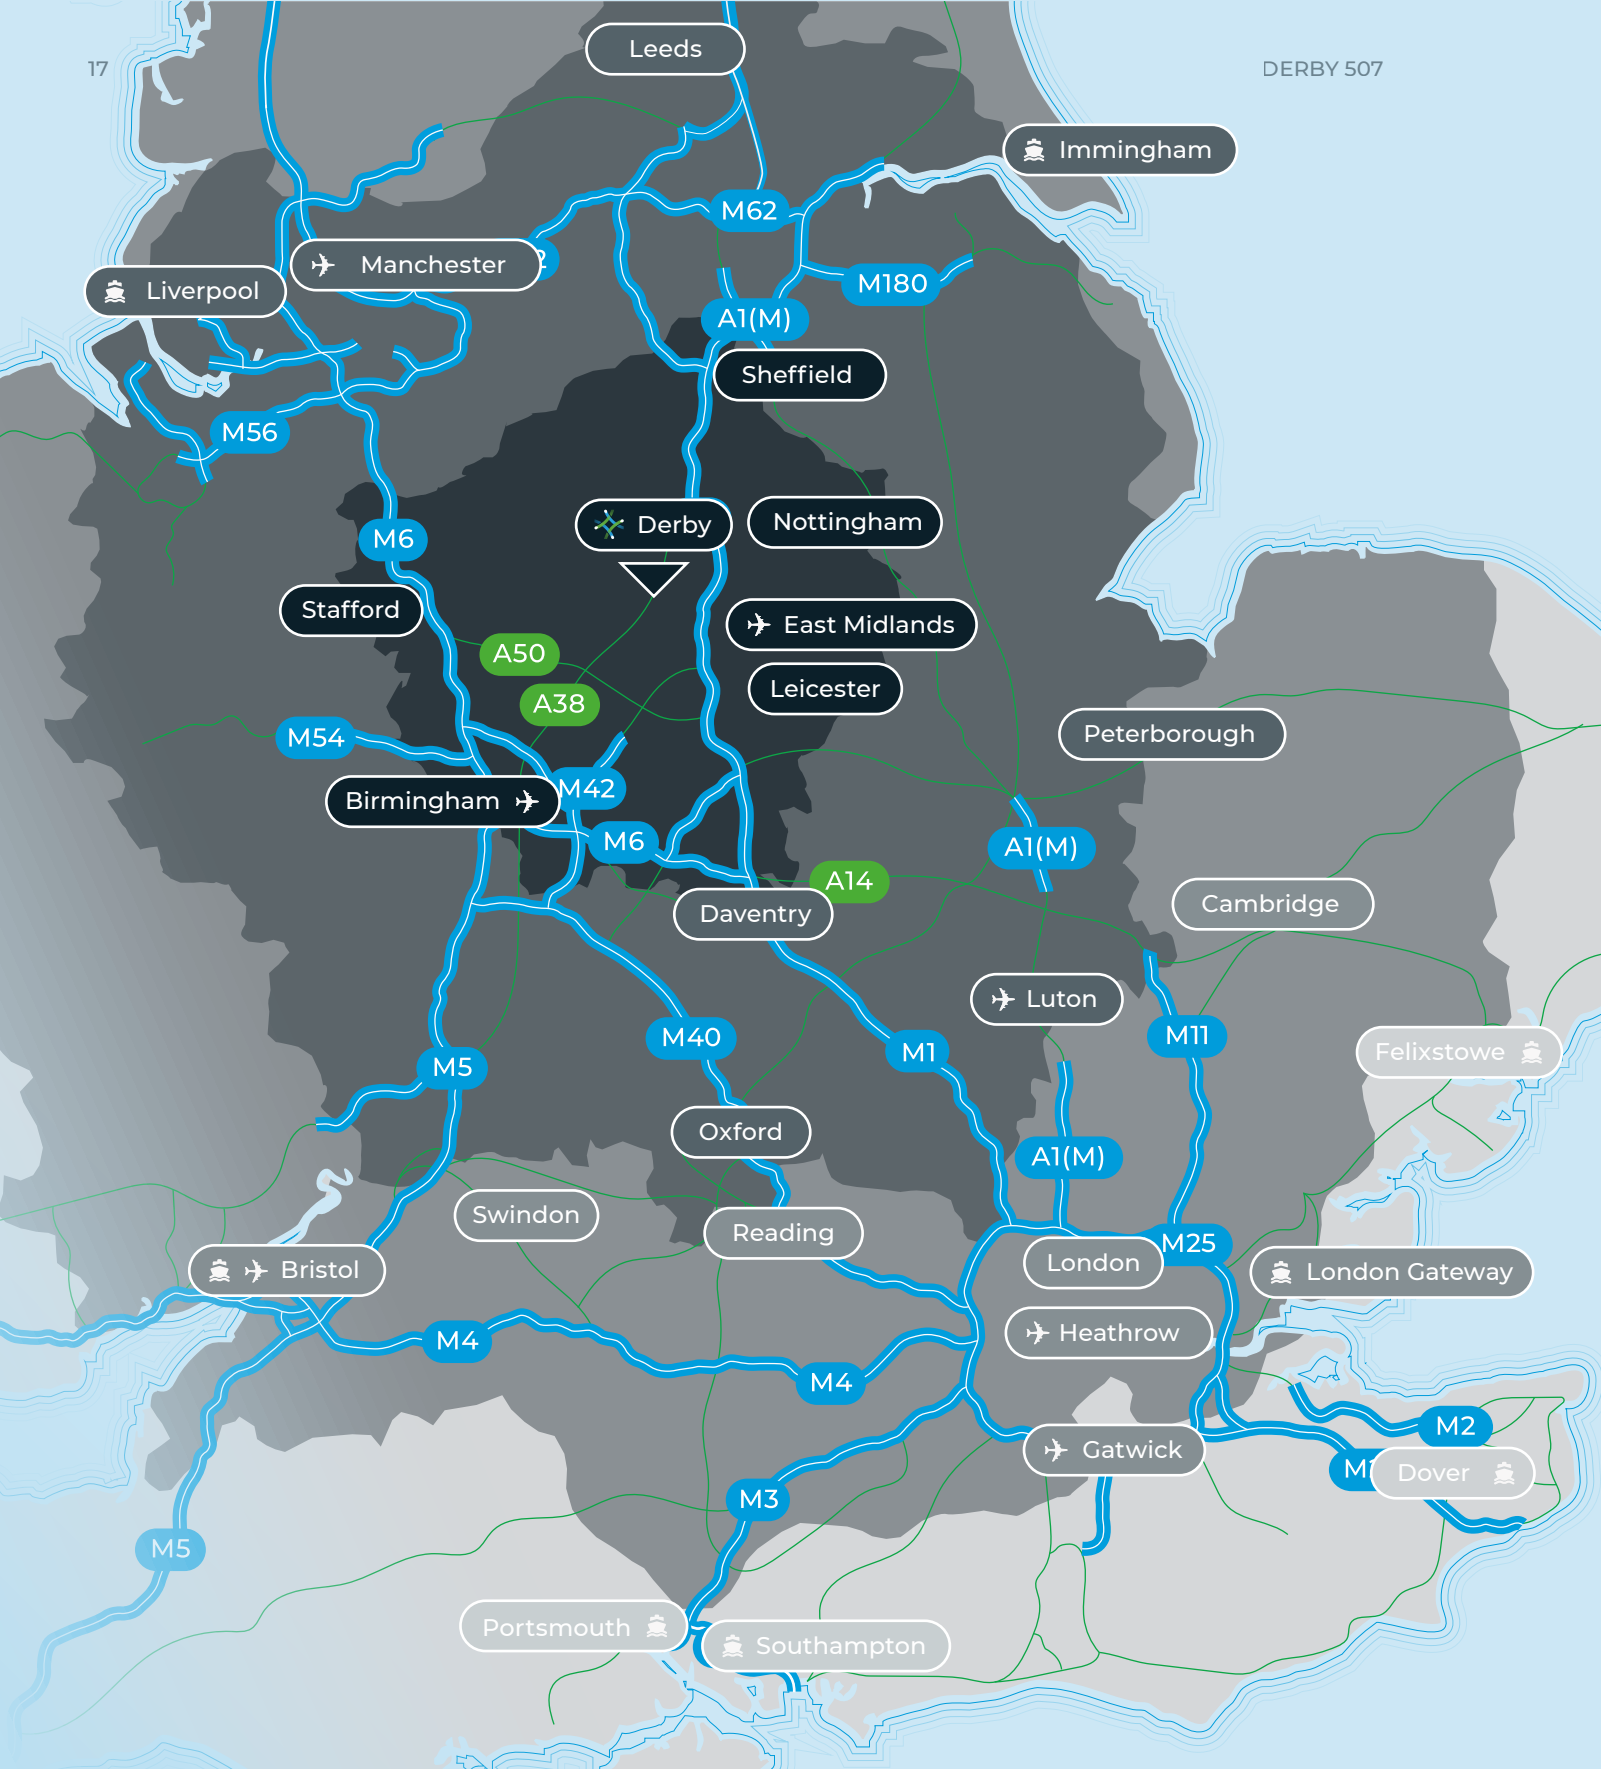 Leeds
17
DERBY 507
Immingham
M62
Manchester
2
Liverpool
M180
A1(M)
Sheffield
M56
Nottingham
Derby
M6
Stafford
East Midlands
A50
Leicester
A38
Peterborough
M54
M42
Birmingham
M6
A1(M)
A14
Cambridge
Daventry
Luton
M11
M40
M1
Felixstowe
M5
Oxford
A1(M)
Swindon
Reading
M25
London
Bristol
London Gateway
Heathrow
M4
M4
M2
Gatwick
Dover
M3
M5
Portsmouth
Southampton